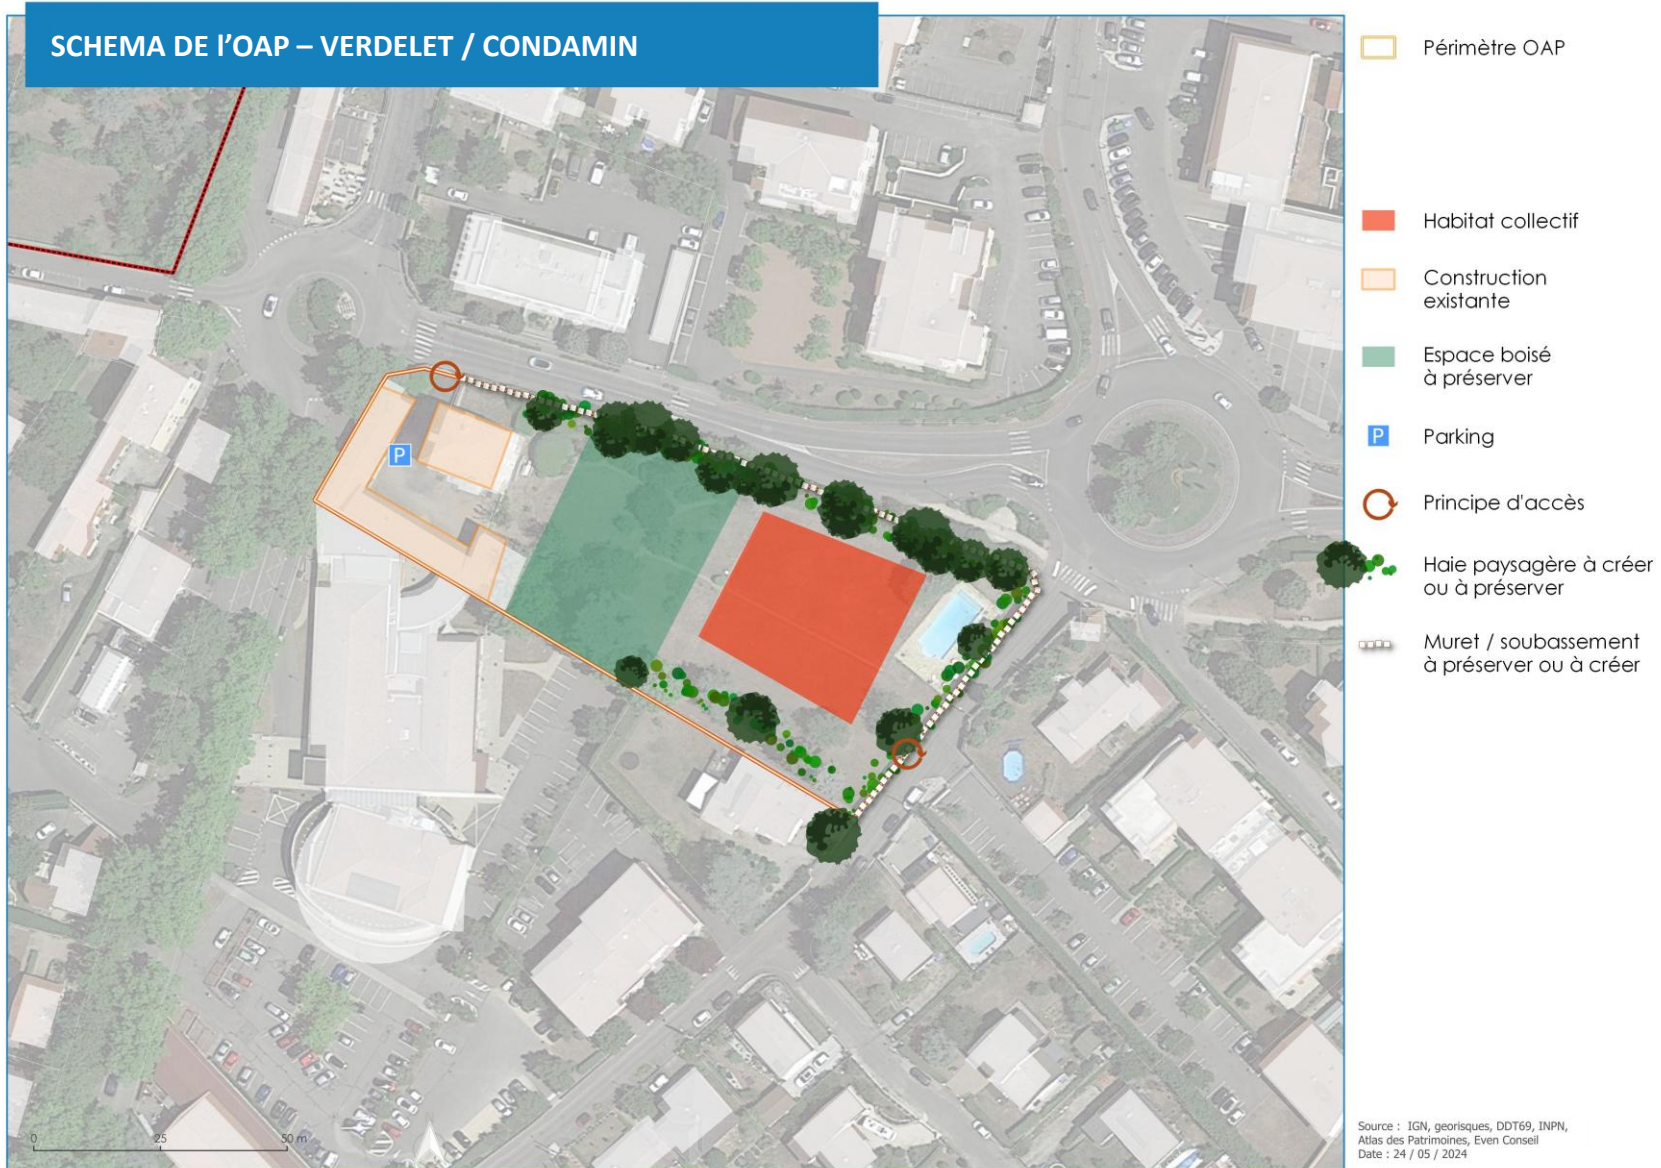 SCHEMA DE l'OAP – VERDELET / CONDAMIN
Périmètre OAP
Habitat collectif
Construction
existante
Espace boisé
à préserver
P
Parking
Principe d'accès
Haie paysagère à créer
ou à préserver
Muret / soubassement
à préserver ou à créer
P
0 25 50 m
Source : IGN, georisques, DDT69, INPN,
Atlas des Patrimoines, Even Conseil
Date : 24 / 05 / 2024